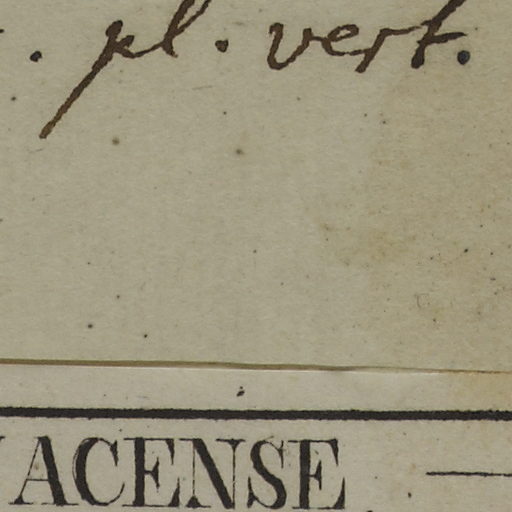 . pl. vert.
ACENSE